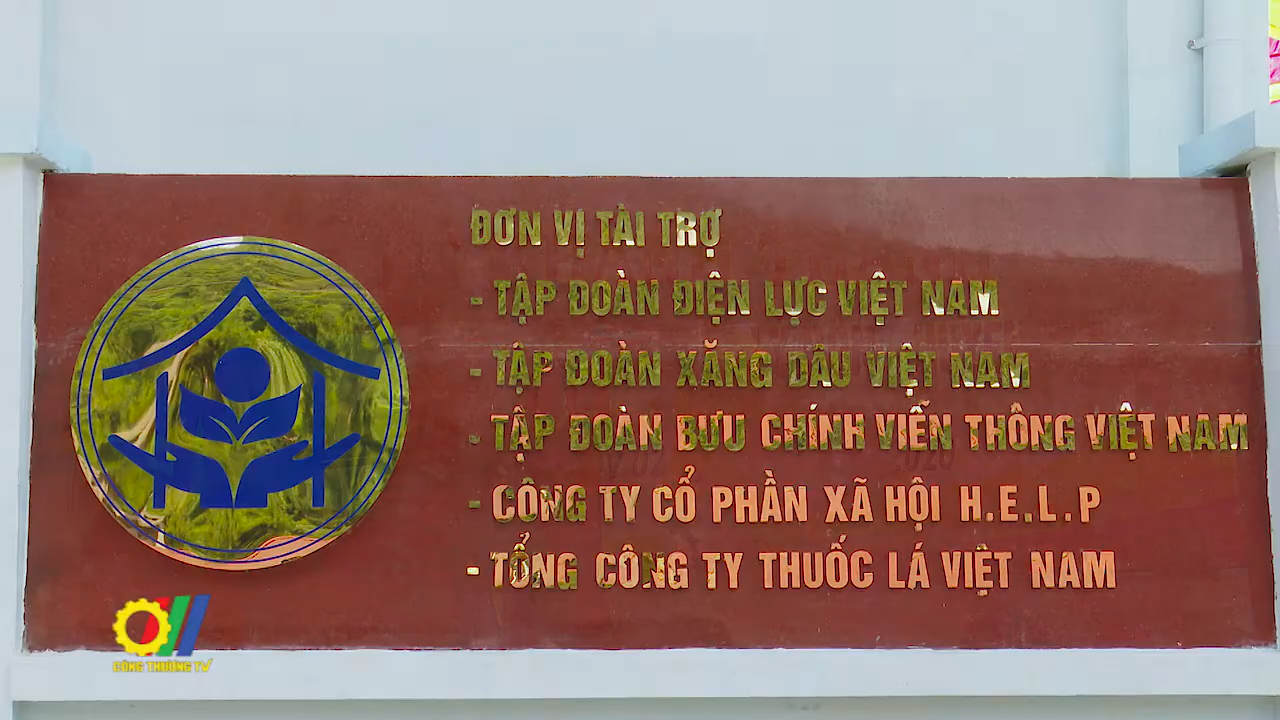 ĐƠN VỊ TÀI TRỢ
- TẬP ĐOÀN ĐIỆN LỰC VIỆT NAM
- TẬP ĐOÀN XĂNG DẦU VIỆT NAM
- TẬP ĐOÀN BƯU CHÍNH VIỄN THÔNG VIỆT NAM
- CÔNG TY CỔ PHẦN XÃ HỘI H.E.L.P
- TỔNG CÔNG TY THUỐC LÁ VIỆT NAM
CÔNG THƯƠNG TV